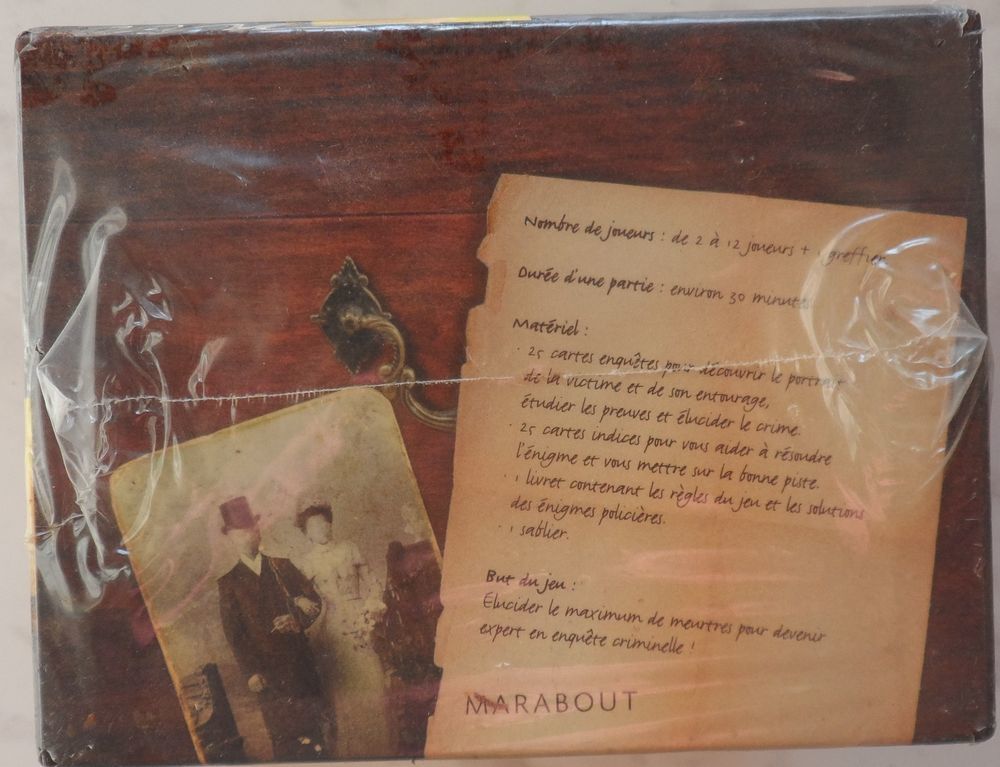 Nombre de joueurs : de 2 à 12 joueurs + 1 greffier
Durée d'une partie : environ 30 minutes
Matériel :
· 25 cartes enquêtes pour découvrir le portrait
de la victime et de son entourage,
étudier les preuves et élucider le crime.
· 25 cartes indices pour vous aider à résoudre
l'énigme et vous mettre sur la bonne piste.
· 1 livret contenant les règles du jeu et les solutions
des énigmes policières.
· 1 sablier.
But du jeu :
Élucider le maximum de meurtres pour devenir
expert en enquête criminelle !
MARABOUT